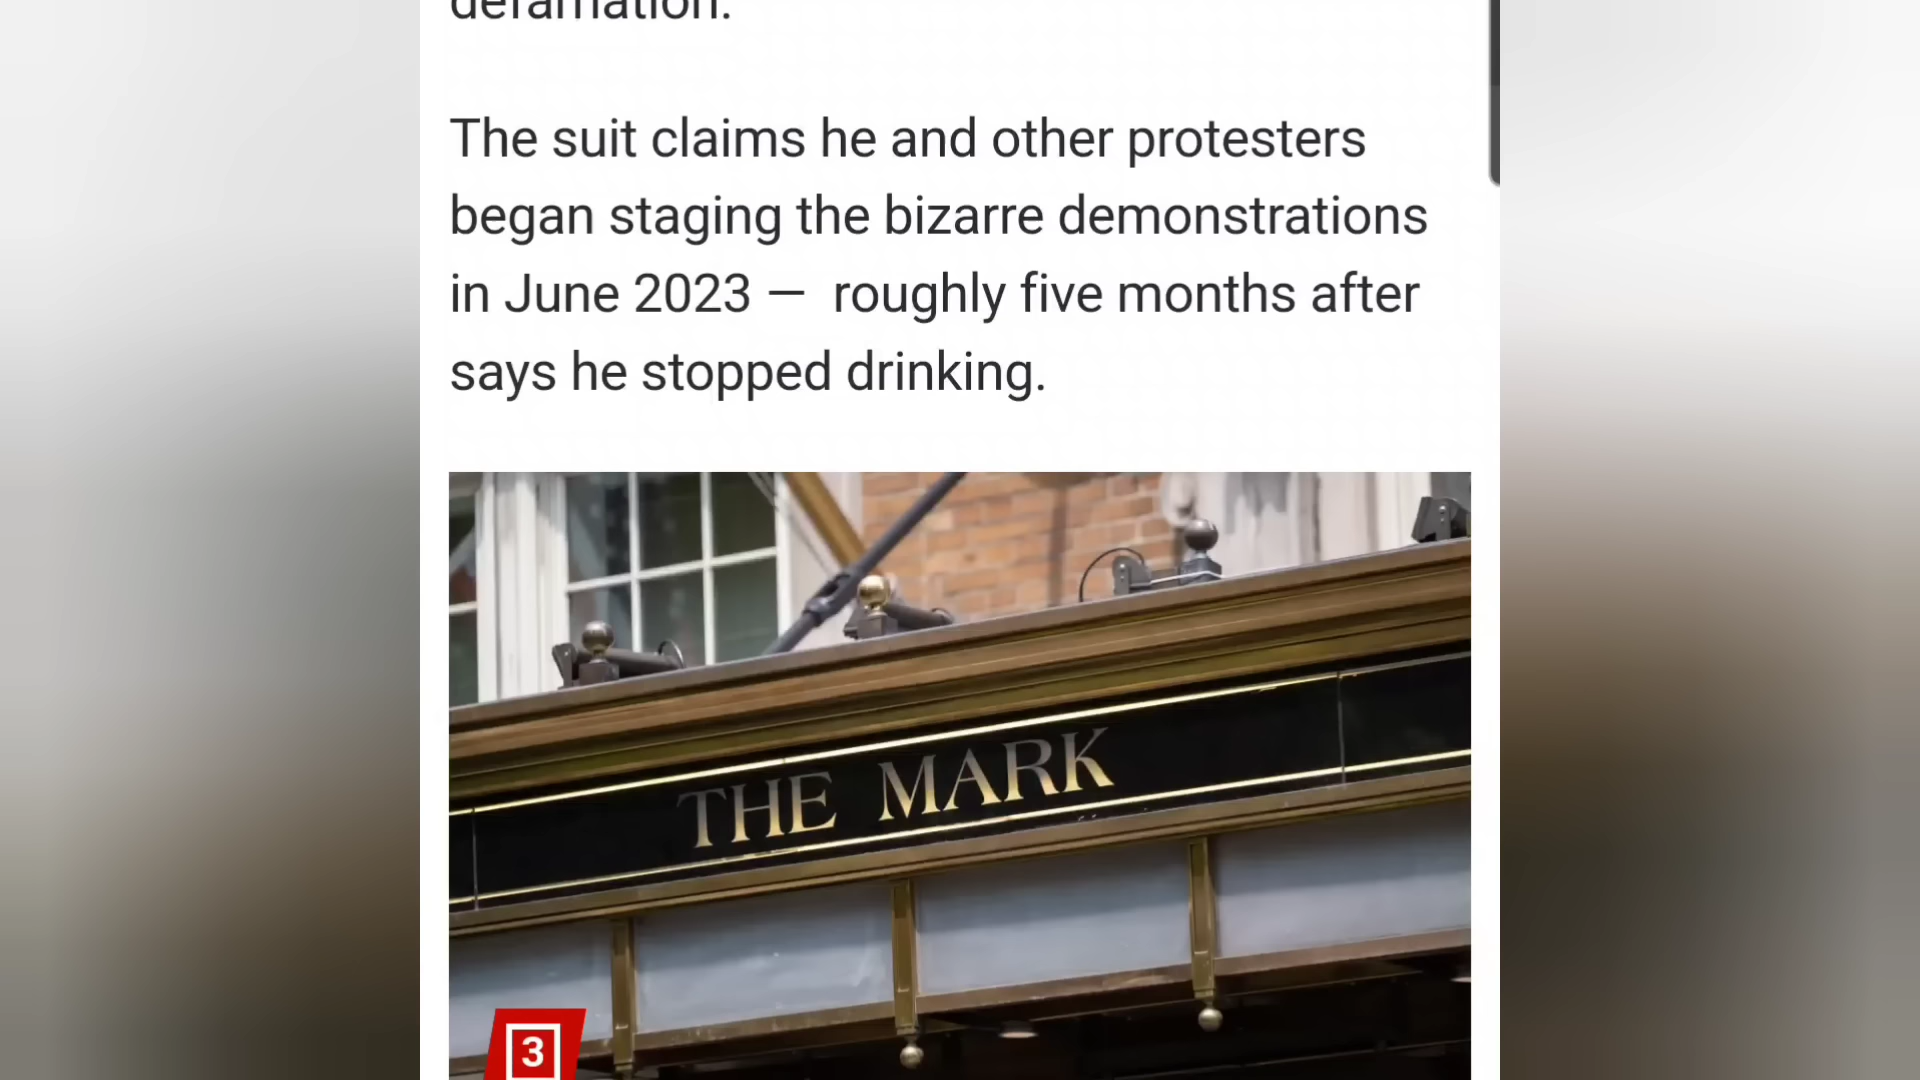 defamation.
The suit claims he and other protesters
began staging the bizarre demonstrations
in June 2023 —  roughly five months after
says he stopped drinking.
THE MARK
3